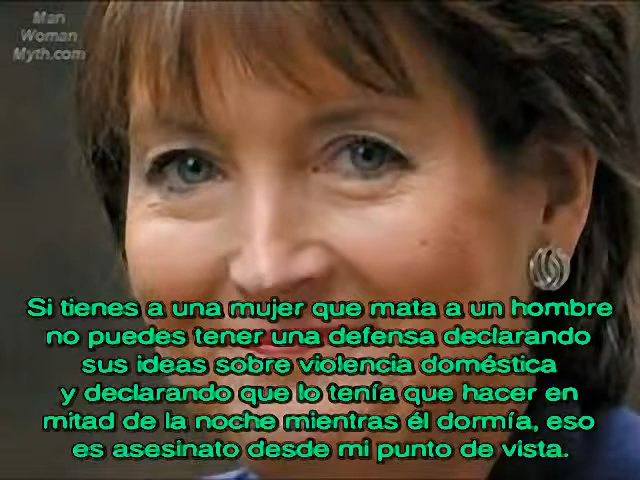 Man
Woman
Myth.com
Si tienes a una mujer que mata a un hombre
no puedes tener una defensa declarando
sus ideas sobre violencia doméstica
y declarando que lo tenía que hacer en
mitad de la noche mientras él dormía, eso
es asesinato desde mi punto de vista.